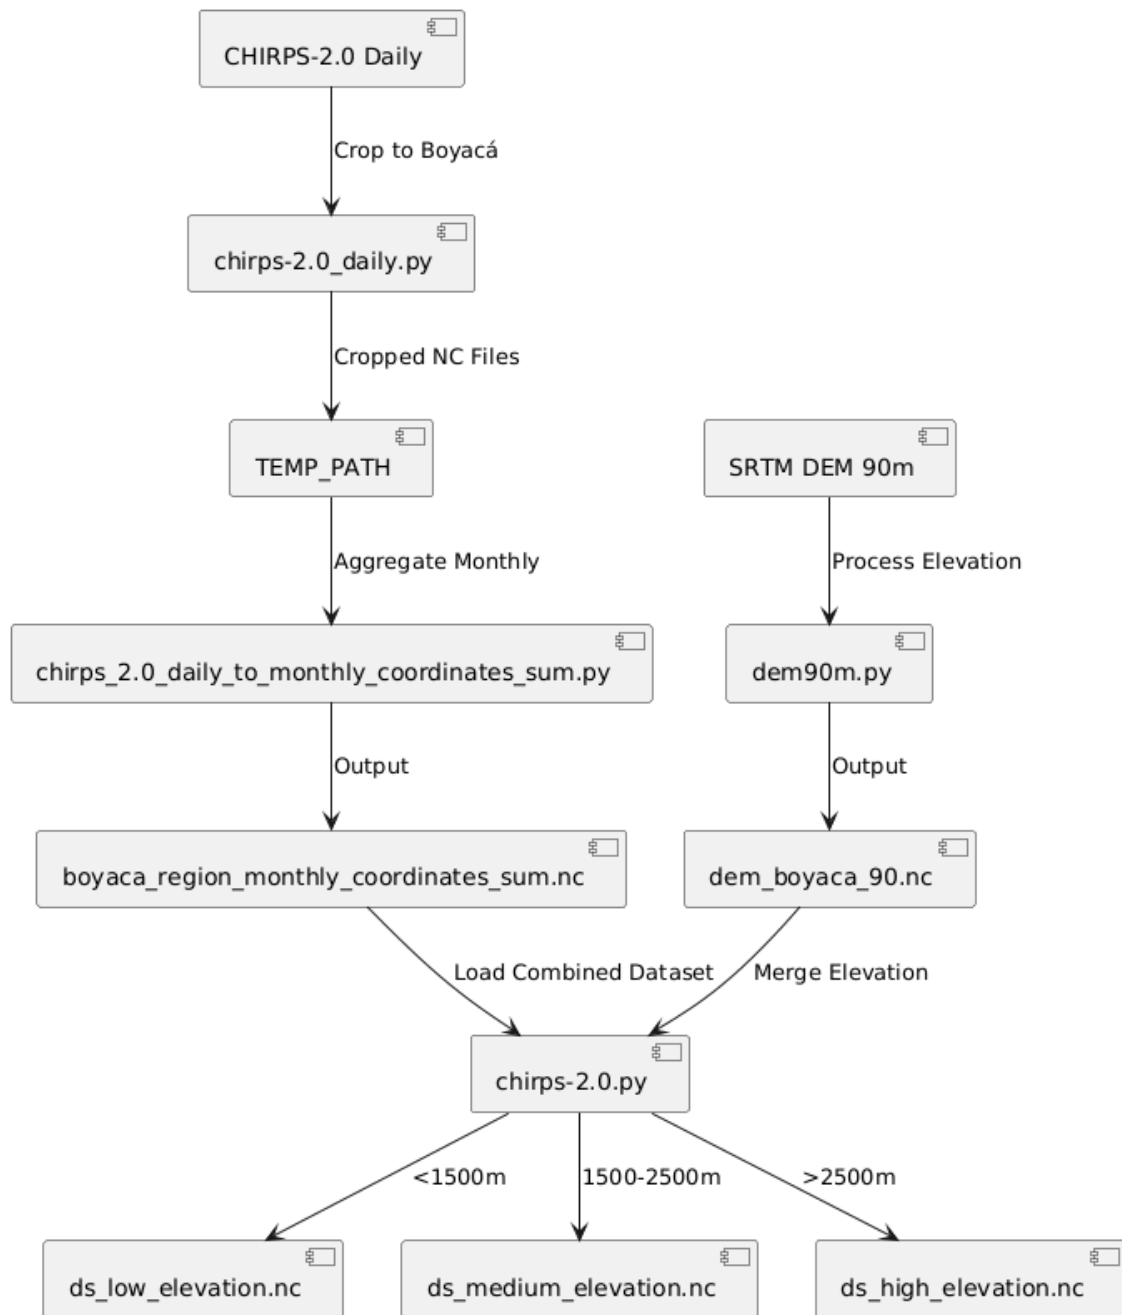 CHIRPS-2.0 Daily
Crop to Boyacá
chirps-2.0_daily.py
Cropped NC Files
TEMP_PATH
SRTM DEM 90m
Aggregate Monthly
Process Elevation
chirps_2.0_daily_to_monthly_coordinates_sum.py
dem90m.py
Output
Output
boyaca_region_monthly_coordinates_sum.nc
dem_boyaca_90.nc
Load Combined Dataset
Merge Elevation
chirps-2.0.py
<1500m
1500-2500m
>2500m
ds_low_elevation.nc
ds_medium_elevation.nc
ds_high_elevation.nc